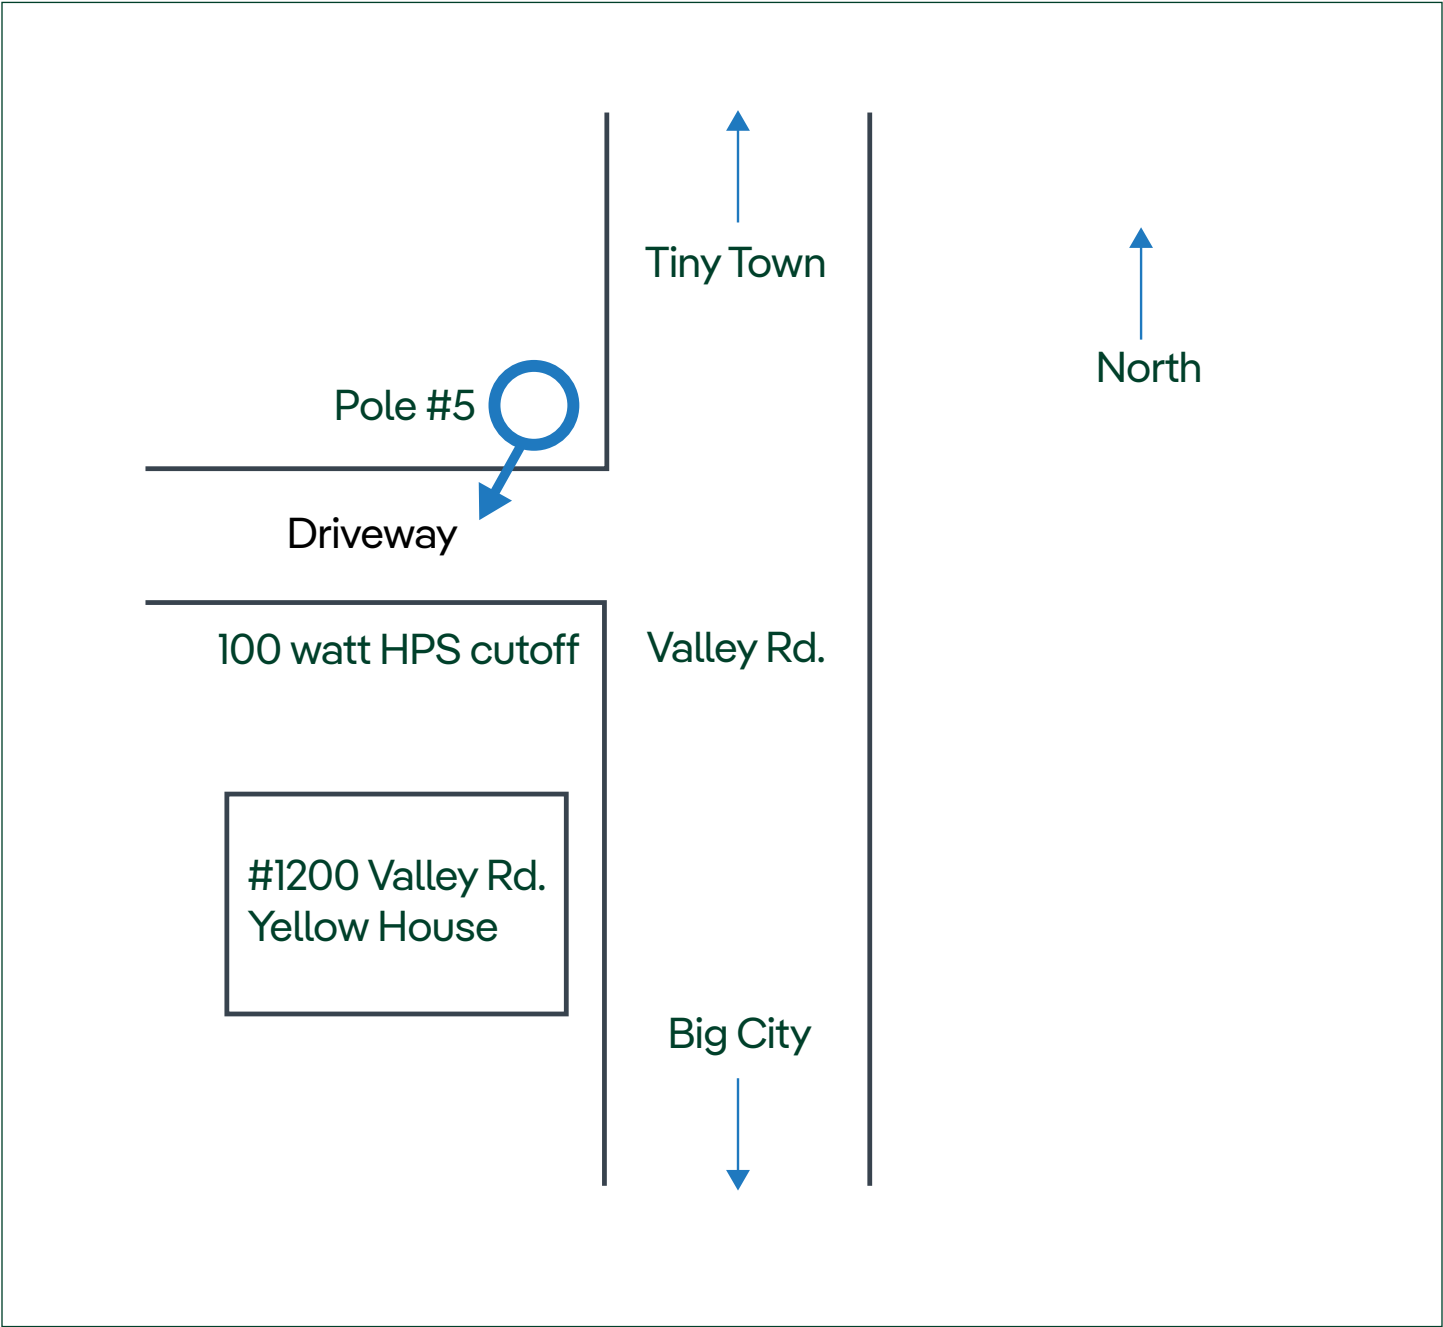 Tiny Town
North
Pole #5
Driveway
100 watt HPS cutoff
Valley Rd.
#1200 Valley Rd.
Yellow House
Big City